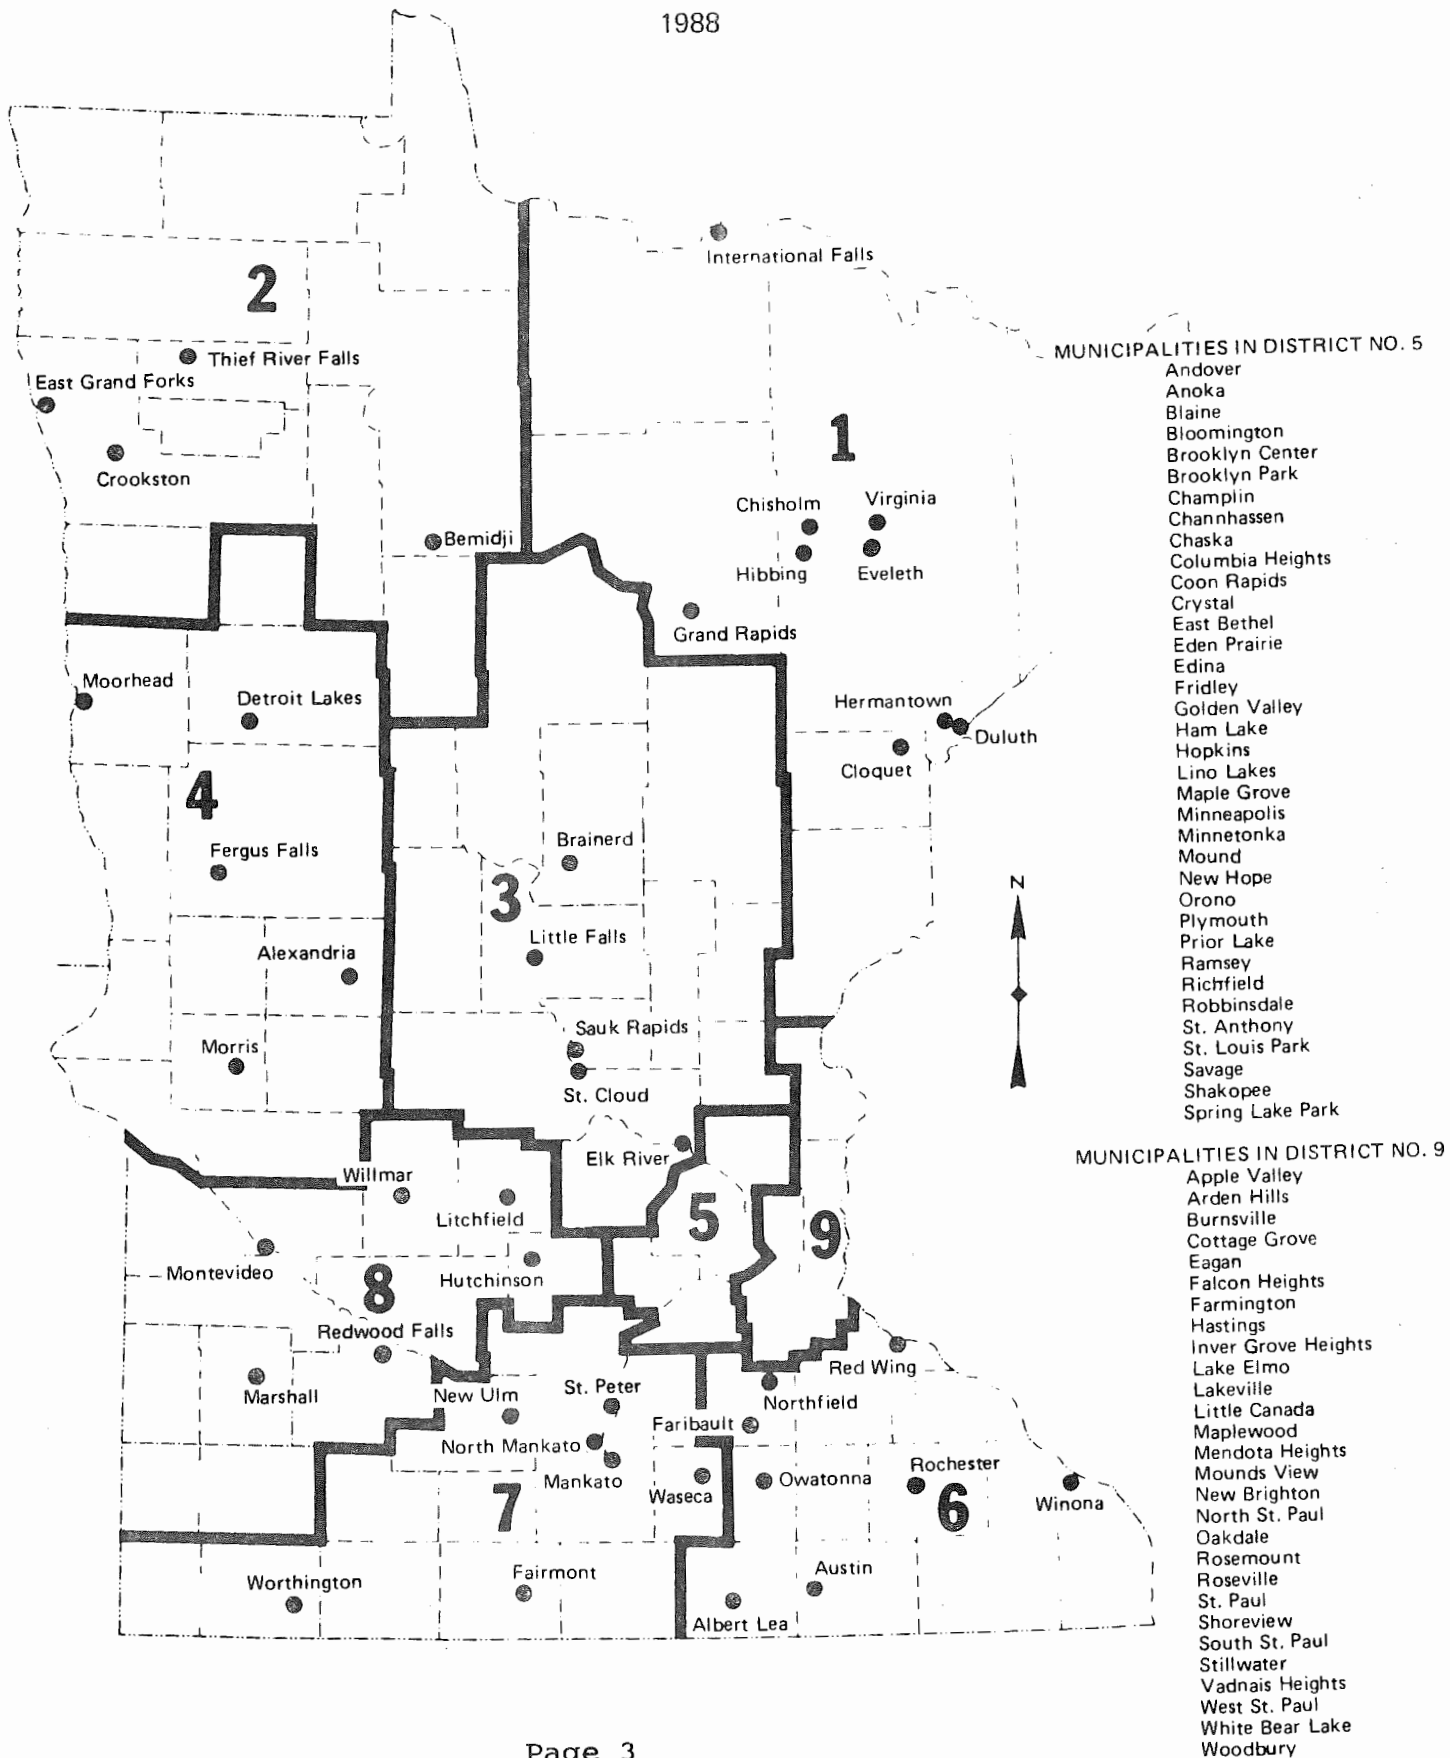 1988
International Falls
2
Thief River Falls
East Grand Forks
Crookston
1
Chisholm
Virginia
Hibbing
Eveleth
Bemidji
Grand Rapids
Moorhead
Detroit Lakes
Hermantown
Duluth
Cloquet
4
Fergus Falls
Brainerd
3
Little Falls
Alexandria
N
Sauk Rapids
Morris
St. Cloud
Elk River
Willmar
Litchfield
5
9
Montevideo
8
Hutchinson
Redwood Falls
Red Wing
Marshall
New Ulm
St. Peter
Northfield
Faribault
North Mankato
Mankato
Waseca
Owatonna
Rochester
6
Winona
7
Worthington
Fairmont
Austin
Albert Lea
MUNICIPALITIES IN DISTRICT NO. 5
Andover
Anoka
Blaine
Bloomington
Brooklyn Center
Brooklyn Park
Champlin
Channhassen
Chaska
Columbia Heights
Coon Rapids
Crystal
East Bethel
Eden Prairie
Edina
Fridley
Golden Valley
Ham Lake
Hopkins
Lino Lakes
Maple Grove
Minneapolis
Minnetonka
Mound
New Hope
Orono
Plymouth
Prior Lake
Ramsey
Richfield
Robbinsdale
St. Anthony
St. Louis Park
Savage
Shakopee
Spring Lake Park
MUNICIPALITIES IN DISTRICT NO. 9
Apple Valley
Arden Hills
Burnsville
Cottage Grove
Eagan
Falcon Heights
Farmington
Hastings
Inver Grove Heights
Lake Elmo
Lakeville
Little Canada
Maplewood
Mendota Heights
Mounds View
New Brighton
North St. Paul
Oakdale
Rosemount
Roseville
St. Paul
Shoreview
South St. Paul
Stillwater
Vadnais Heights
West St. Paul
White Bear Lake
Woodbury
Page 3